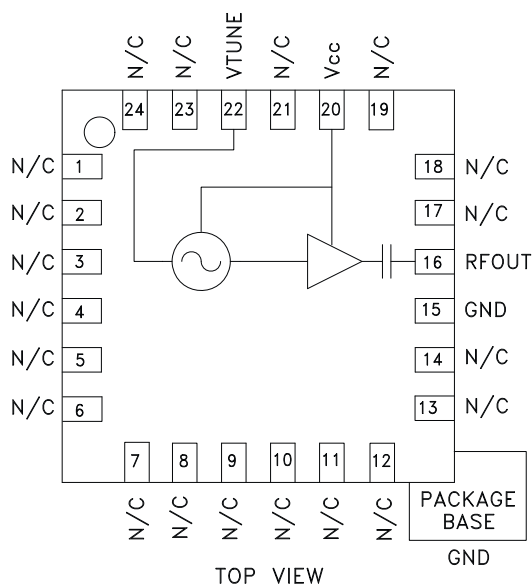 N/C
N/C
VTUNE
N/C
Vcc
N/C
24
23
22
21
20
19
N/C 1
N/C 2
N/C 3
N/C 4
N/C 5
N/C 6
18 N/C
17 N/C
16 RFOUT
15 GND
14 N/C
13 N/C
7
8
9
10
11
12
N/C
N/C
N/C
N/C
N/C
N/C
PACKAGE
BASE
GND
TOP VIEW